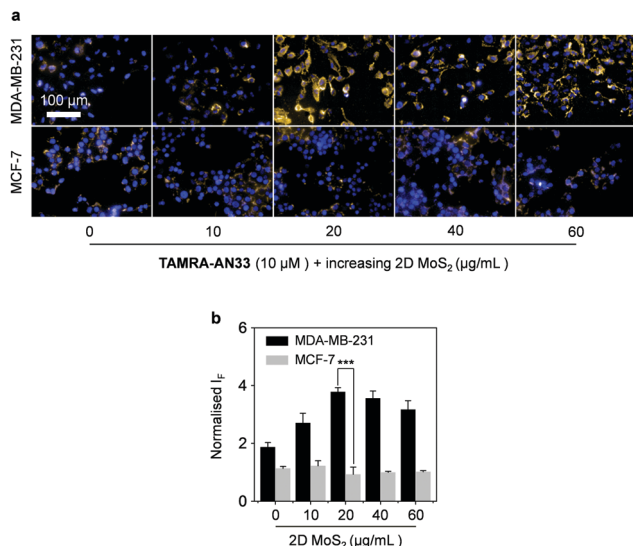 a
MDA-MB-231
100 µm
MCF-7
0 10 20 40 60
TAMRA-AN33 (10 µM ) + increasing 2D MoS₂ (µg/mL )
b
6
4
2
0
Normalised I_F
MDA-MB-231
MCF-7
***
0 10 20 40 60
2D MoS₂ (µg/mL)